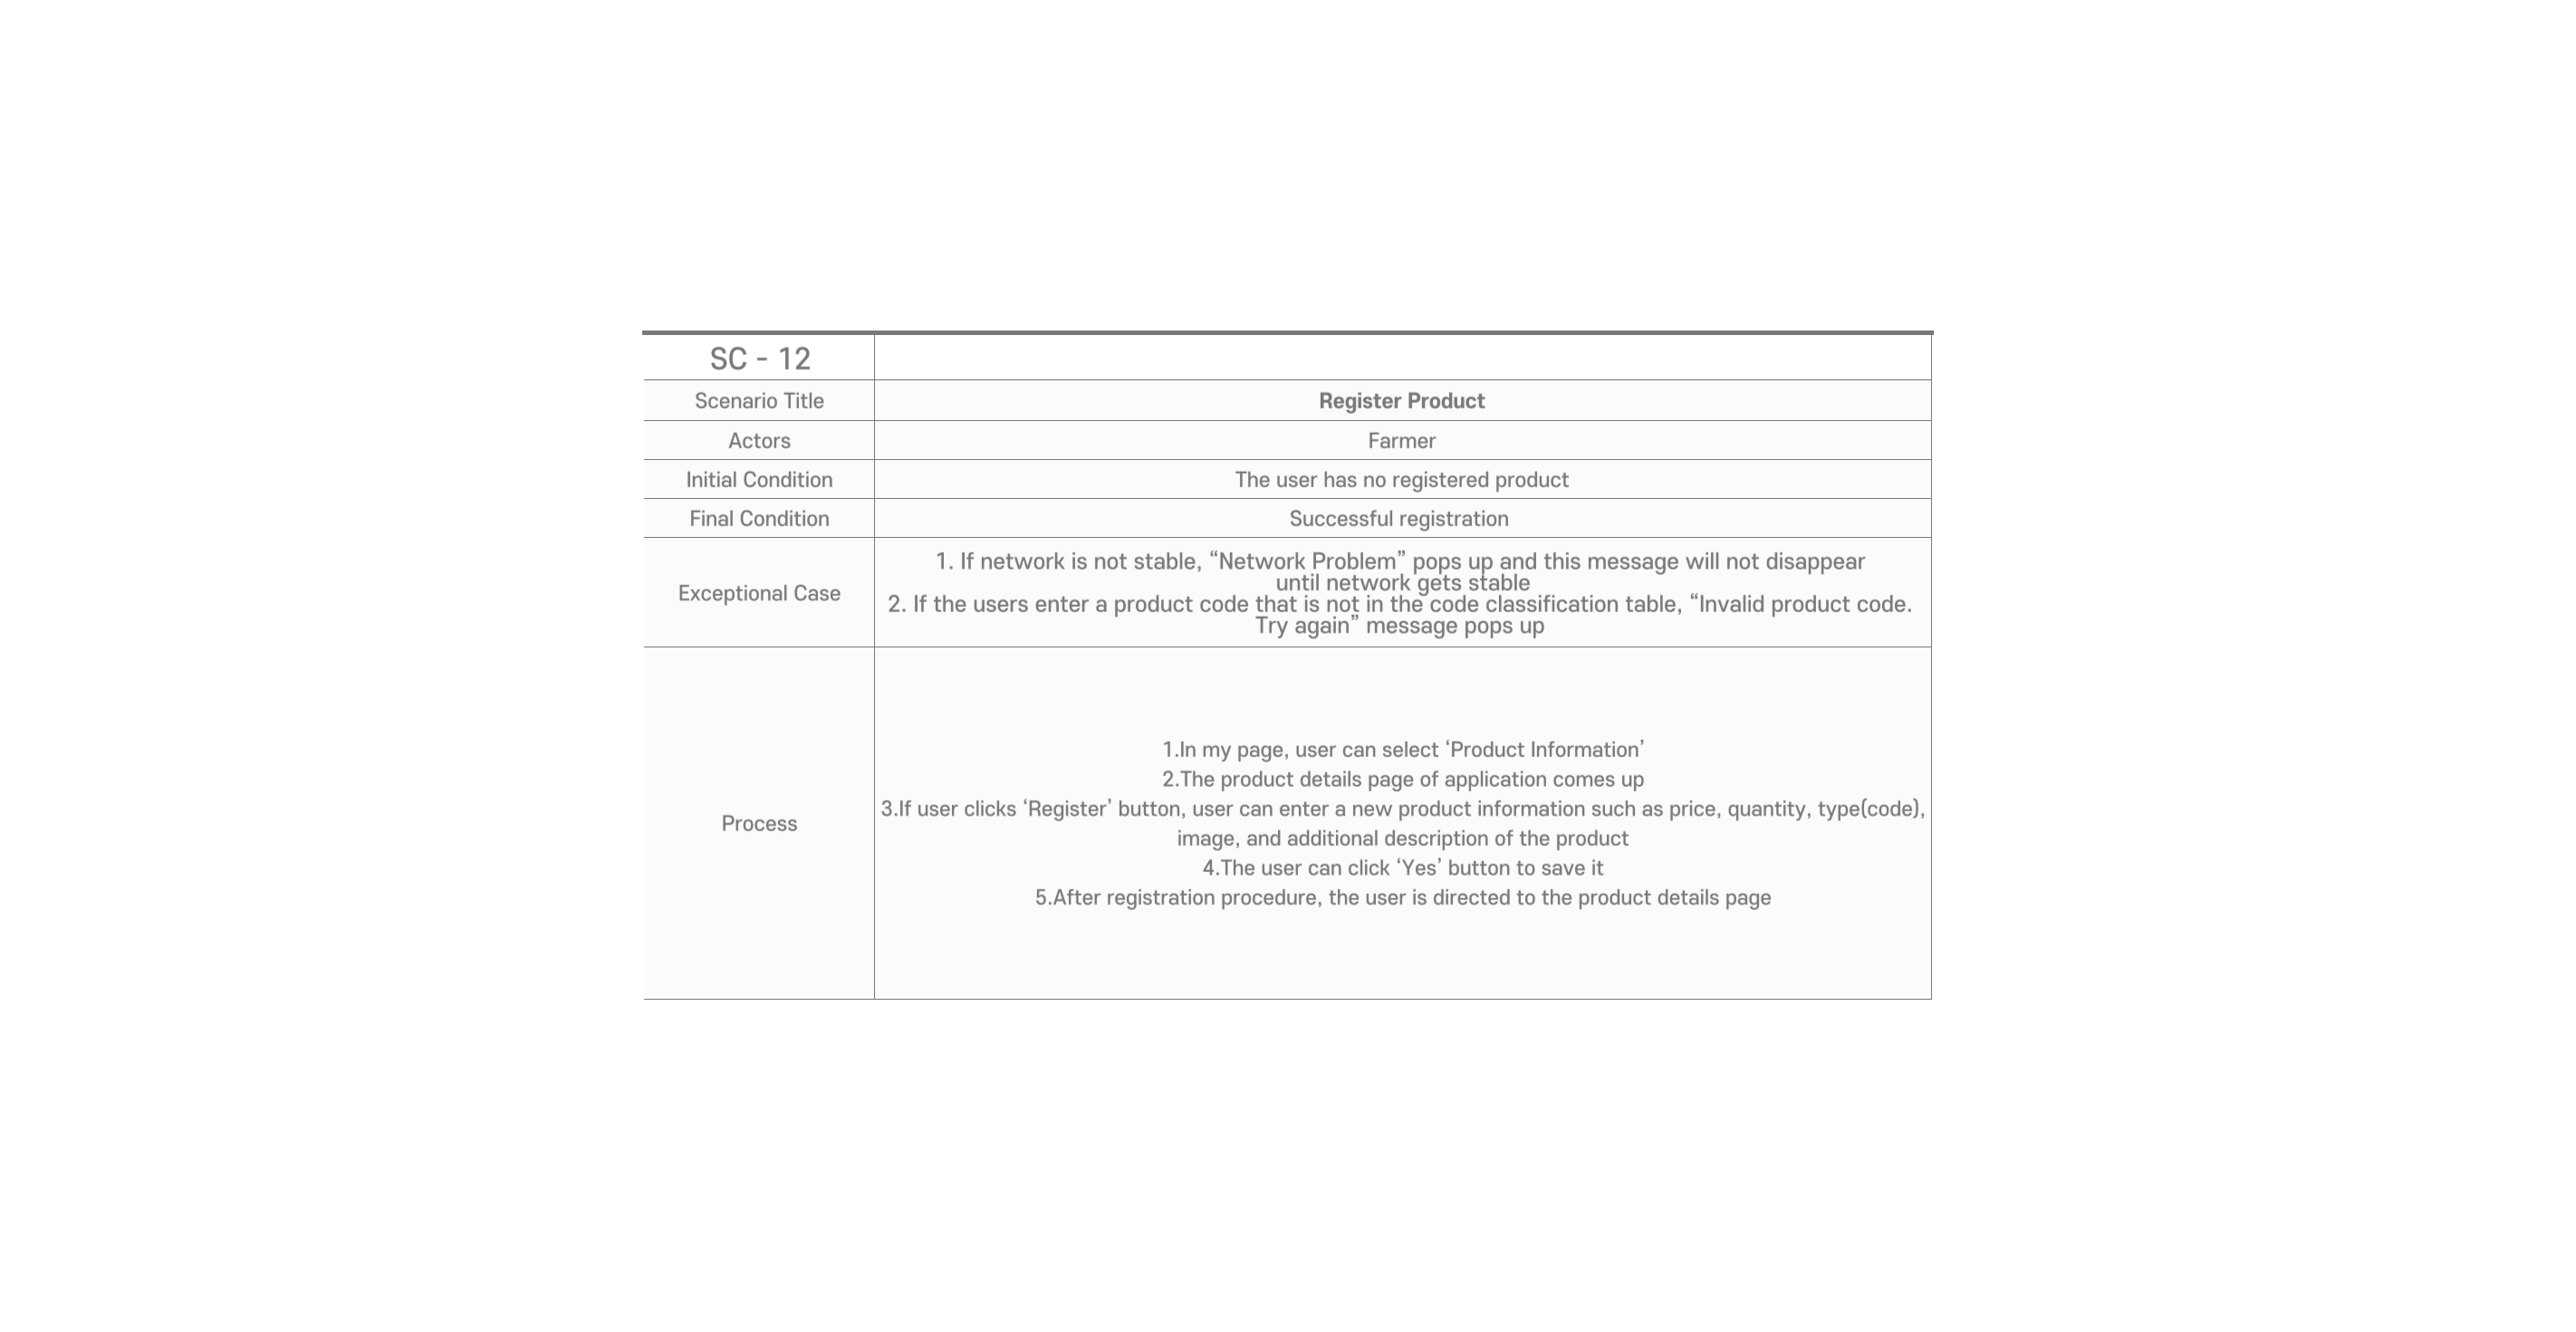 SC - 12
Scenario Title
Register Product
Actors
Farmer
Initial Condition
The user has no registered product
Final Condition
Successful registration
Exceptional Case
1. If network is not stable, “Network Problem” pops up and this message will not disappear
until network gets stable
2. If the users enter a product code that is not in the code classification table, “Invalid product code.
Try again” message pops up
Process
1.In my page, user can select ‘Product Information’
2.The product details page of application comes up
3.If user clicks ‘Register’ button, user can enter a new product information such as price, quantity, type(code),
image, and additional description of the product
4.The user can click ‘Yes’ button to save it
5.After registration procedure, the user is directed to the product details page